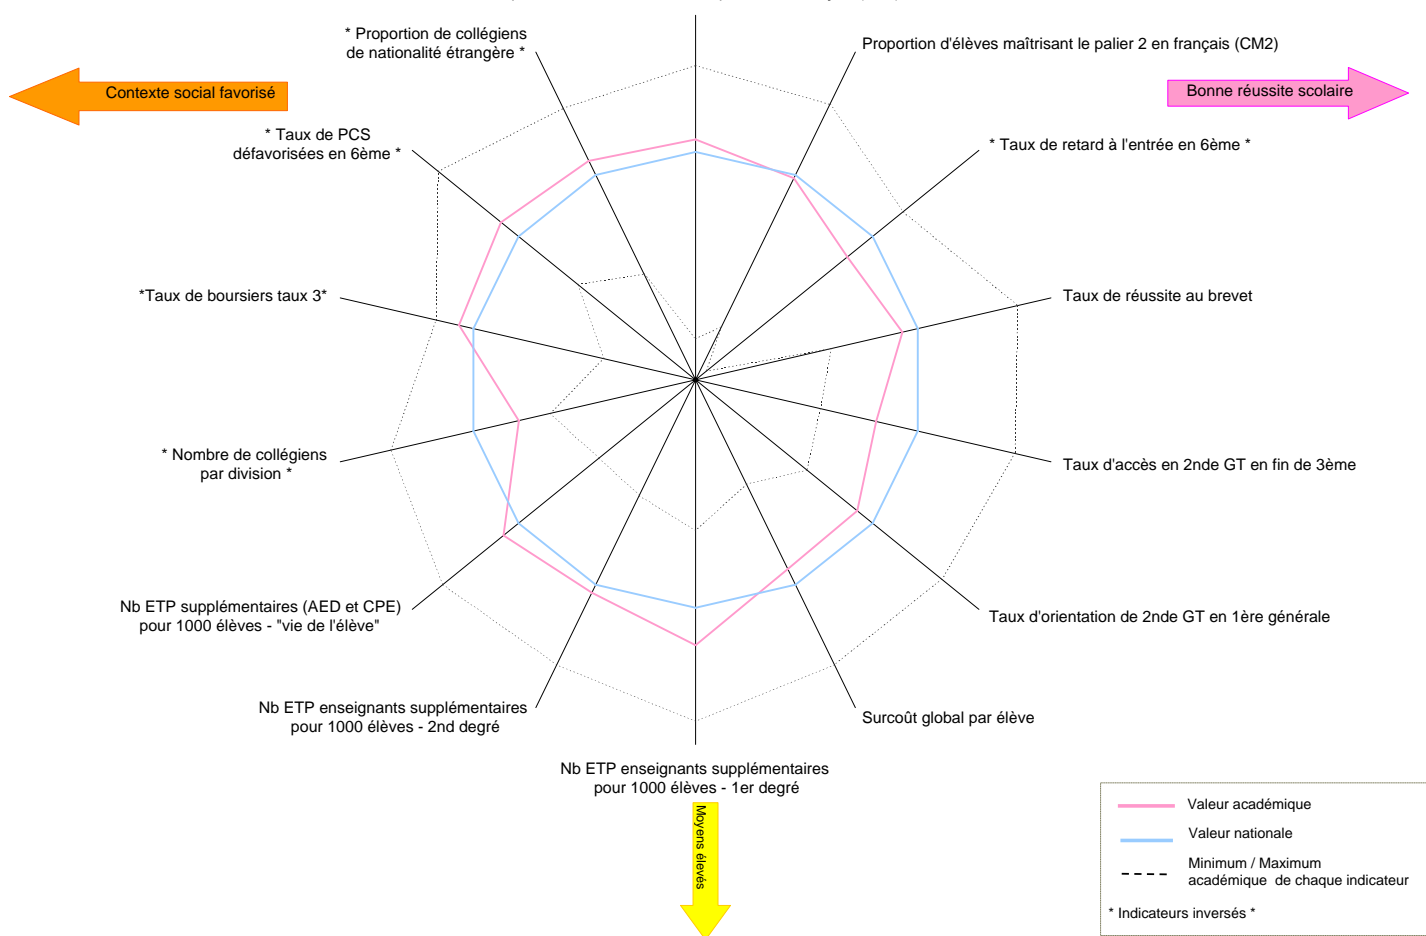 * Proportion de collégiens
de nationalité étrangère *
Proportion d'élèves maîtrisant le palier 2 en français (CM2)
Contexte social favorisé
Bonne réussite scolaire
* Taux de PCS
défavorisées en 6ème *
* Taux de retard à l'entrée en 6ème *
*Taux de boursiers taux 3*
Taux de réussite au brevet
* Nombre de collégiens
par division *
Taux d'accès en 2nde GT en fin de 3ème
Nb ETP supplémentaires (AED et CPE)
pour 1000 élèves - "vie de l'élève"
Taux d'orientation de 2nde GT en 1ère générale
Nb ETP enseignants supplémentaires
pour 1000 élèves - 2nd degré
Surcoût global par élève
Nb ETP enseignants supplémentaires
pour 1000 élèves - 1er degré
Moyens élevés
Valeur académique
Valeur nationale
Minimum / Maximum
académique de chaque indicateur
* Indicateurs inversés *